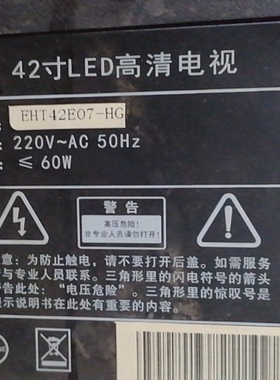 42寸LED高清电视
: EHT42E07-HG
: 220V~AC 50Hz
: ≤ 60W
警告
高压危险!
非专业人员请勿打开!
意: 为防止触电,请不要打开后盖。如需服务
与专业人员联系。三角形里的闪电符号的箭头
告此处: “电压危险”。三角形里的惊叹号是
显示说明书在此处有重要的内容。